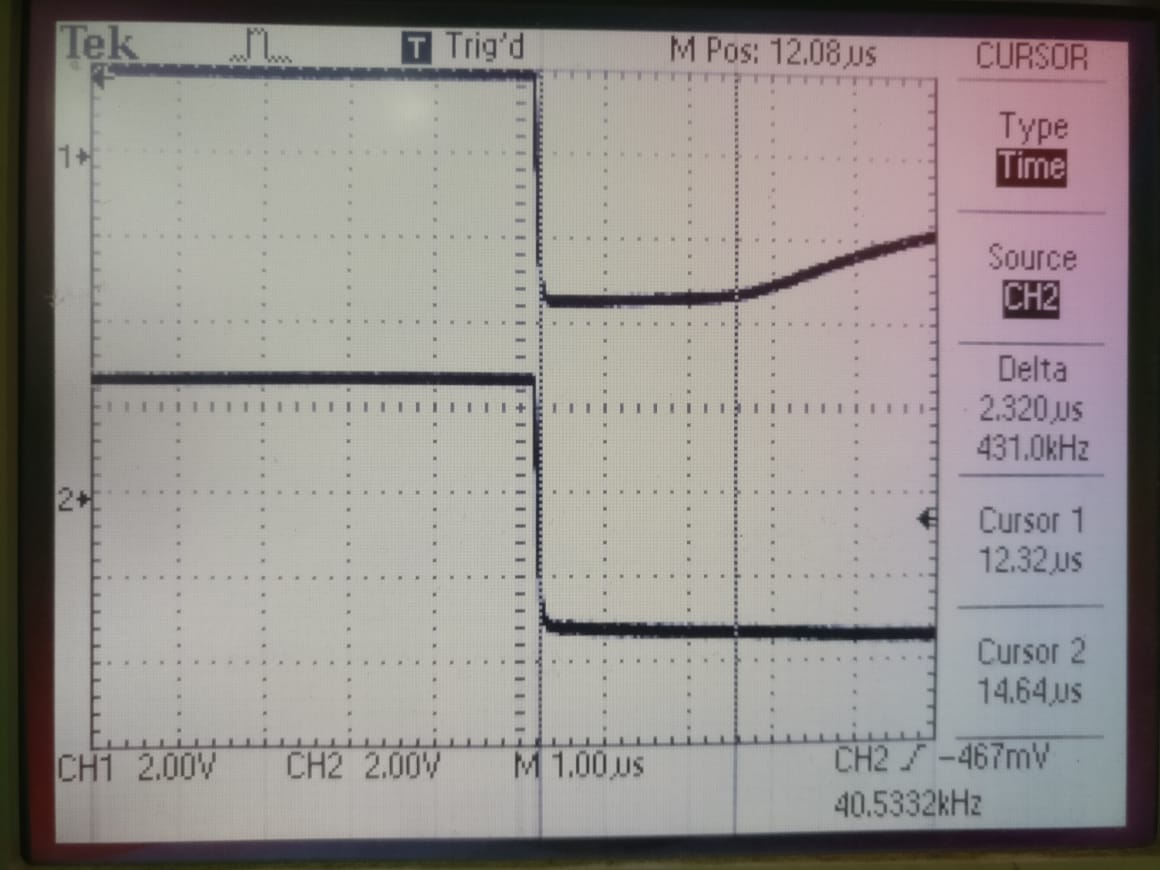 Tek
T Trig'd
M Pos: 12.08µs
CURSOR
Type
Time
Source
CH2
Delta
2.320µs
431.0kHz
Cursor 1
12.32µs
Cursor 2
14.64µs
1
2
CH1 2.00V
CH2 2.00V
M 1.00µs
CH2 -467mV
40.5332kHz